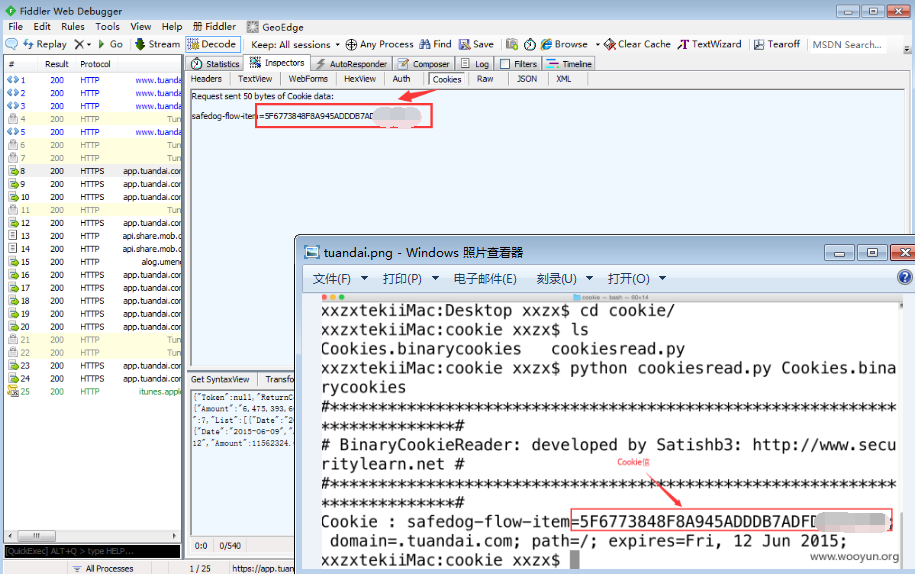 Fiddler Web Debugger
File Edit Rules Tools View Help 册 Fiddler GeoEdge
Replay Go Stream Decode Keep: All sessions Any Process Find Save Browse Clear Cache TextWizard Tearoff MSDN Search...
# Result Protocol Host
Statistics Inspectors AutoResponder Composer Log Filters Timeline
Headers TextView WebForms HexView Auth Cookies Raw JSON XML
1 200 HTTP www.tuandai
2 200 HTTP www.tuandai
3 200 HTTP www.tuandai
4 200 HTTP Tun
5 200 HTTP www.tuandai
6 200 HTTP Tun
7 200 HTTP Tun
8 200 HTTPS app.tuandai.com
9 200 HTTPS app.tuandai.com
10 200 HTTPS app.tuandai.com
11 200 HTTP Tun
12 200 HTTPS app.tuandai.com
13 200 HTTP api.share.mob.c
14 200 HTTP api.share.mob.c
15 200 HTTP alog.umeng
16 200 HTTPS app.tuandai.com
17 200 HTTPS app.tuandai.com
18 200 HTTPS app.tuandai.com
19 200 HTTPS app.tuandai.com
20 200 HTTPS app.tuandai.com
21 200 HTTP Tun
22 200 HTTP Tun
23 200 HTTPS app.tuandai.com
24 200 HTTPS app.tuandai.com
25 200 HTTP itunes.apple
Request sent 50 bytes of Cookie data:
safedog-flow-item=5F6773848F8A945ADDDB7AD
Get SyntaxView Transfo
{"Token":null,"ReturnC
{"Amount":"6,475,393,6
":7,"List":[{"Date":"2
{"Date":"2015-06-09","
12","Amount":11562324.
0:0 0/540
[QuickExec] ALT+Q > type HELP...
All Processes 1 / 25 https://app.tuan
tuandai.png - Windows 照片查看器
文件(F) 打印(P) 电子邮件(E) 刻录(U) 打开(O)
cookie — bash — 60×14
xxzxtekiiMac:Desktop xxzx$ cd cookie/
xxzxtekiiMac:cookie xxzx$ ls
Cookies.binarycookies cookiesread.py
xxzxtekiiMac:cookie xxzx$ python cookiesread.py Cookies.bina
rycookies
#***********************************************************
*********************************#
# BinaryCookieReader: developed by Satishb3: http://www.secu
ritylearn.net #
#***********************************************************
*********************************#
Cookie值
Cookie : safedog-flow-item=5F6773848F8A945ADDDB7ADFD ;
domain=.tuandai.com; path=/; expires=Fri, 12 Jun 2015;
xxzxtekiiMac:cookie xxzx$
www.wooyun.org